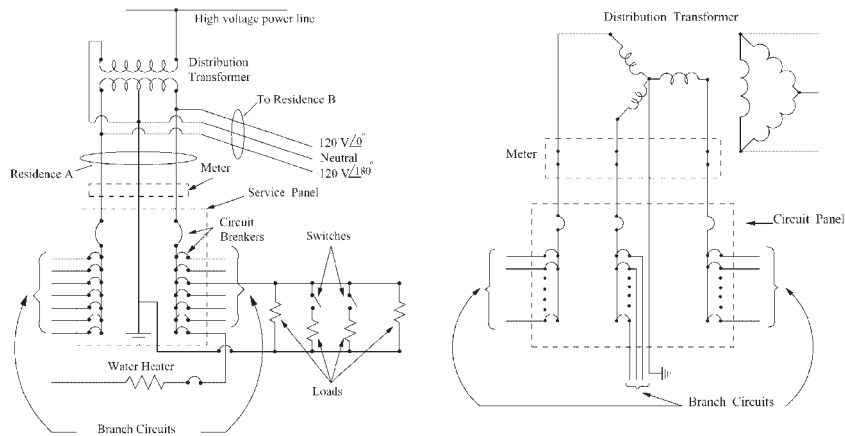 High voltage power line
Distribution
Transformer
To Residence B
120 V/0°
Neutral
120 V/180°
Residence A
Meter
Service Panel
Circuit
Breakers
Switches
Water Heater
Loads
Branch Circuits
Distribution Transformer
Meter
Circuit Panel
Branch Circuits